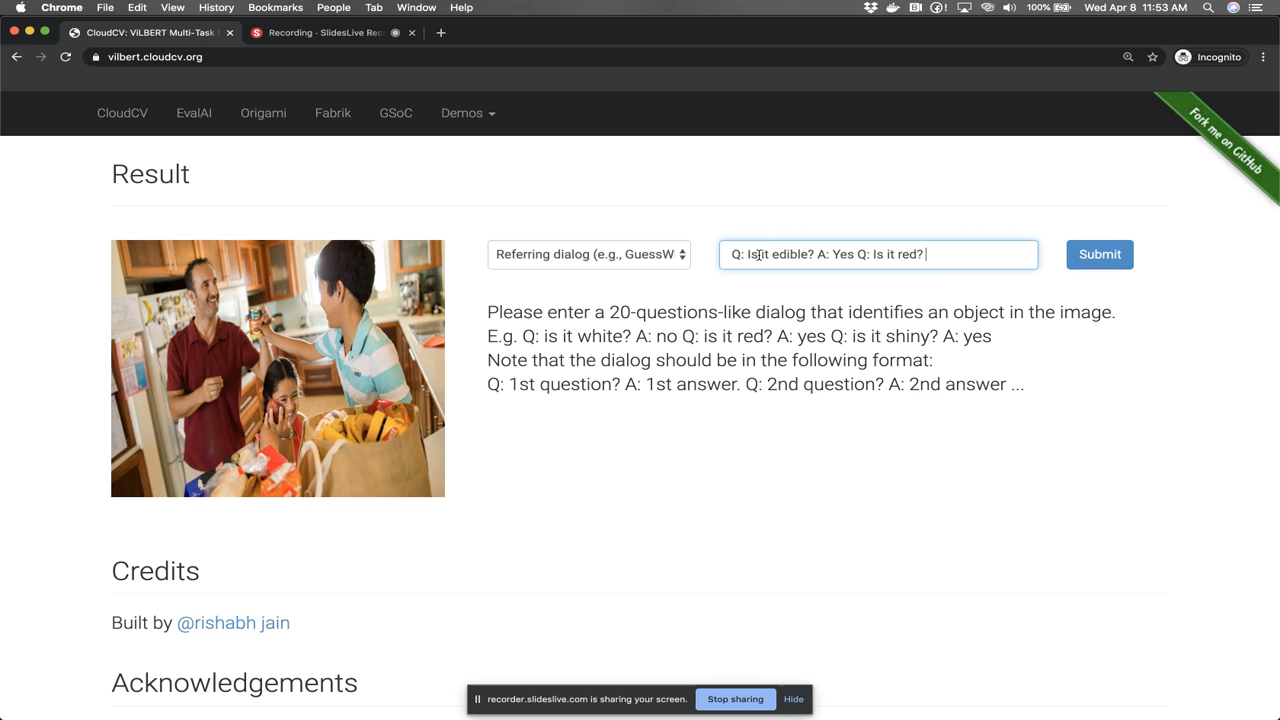 Chrome File Edit View History Bookmarks People Tab Window Help 100% Wed Apr 8 11:53 AM
CloudCV: ViLBERT Multi-Task Recording - SlidesLive Rec
vilbert.cloudcv.org Incognito
CloudCV EvalAI Origami Fabrik GSoC Demos
Fork me on GitHub
Result
Referring dialog (e.g., GuessW Q: Is it edible? A: Yes Q: Is it red? Submit
Please enter a 20-questions-like dialog that identifies an object in the image.
E.g. Q: is it white? A: no Q: is it red? A: yes Q: is it shiny? A: yes
Note that the dialog should be in the following format:
Q: 1st question? A: 1st answer. Q: 2nd question? A: 2nd answer ...
Credits
Built by @rishabh jain
Acknowledgements
recorder.slideslive.com is sharing your screen. Stop sharing Hide